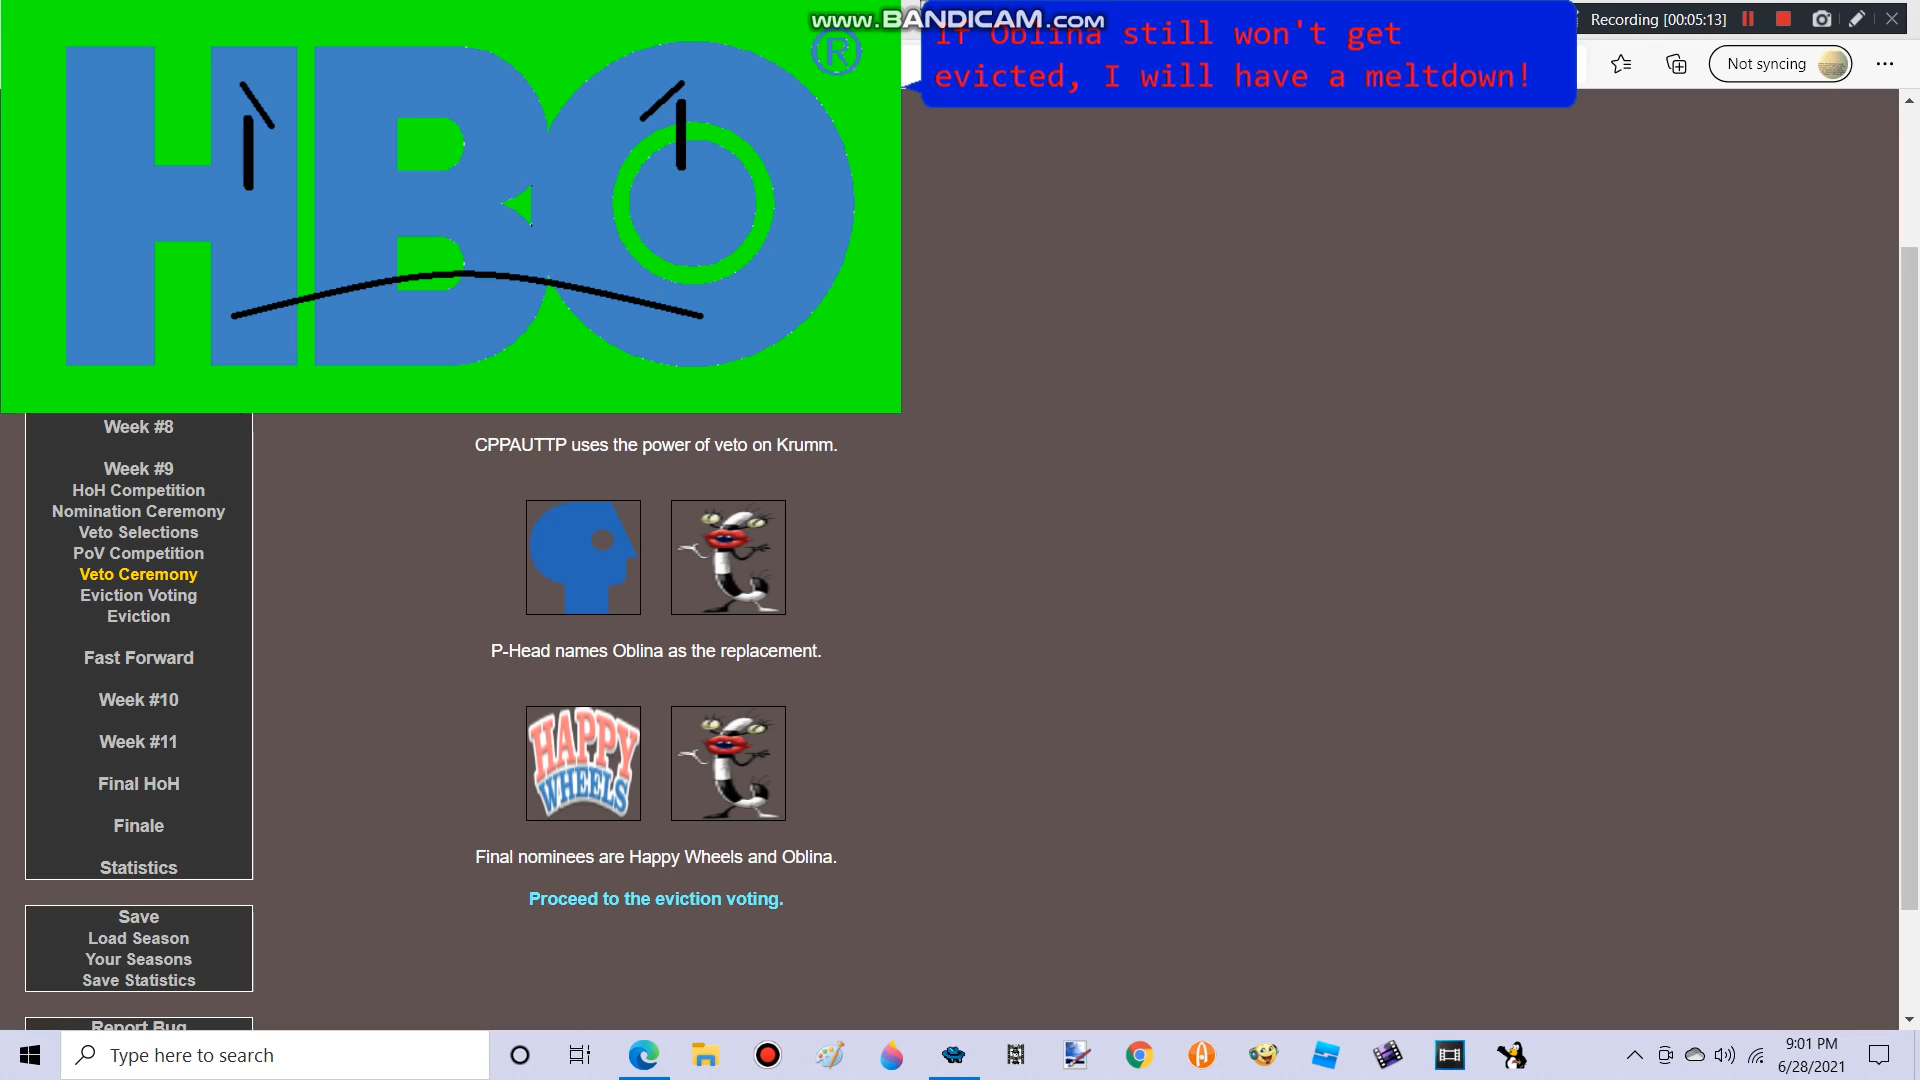 www.BANDICAM.com
Recording [00:05:13]
HBO®
If Oblina still won't get
evicted, I will have a meltdown!
Not syncing
Week #8
Week #9
HoH Competition
Nomination Ceremony
Veto Selections
PoV Competition
Veto Ceremony
Eviction Voting
Eviction
Fast Forward
Week #10
Week #11
Final HoH
Finale
Statistics
Save
Load Season
Your Seasons
Save Statistics
Report Bug
CPPAUTTP uses the power of veto on Krumm.
P-Head names Oblina as the replacement.
HAPPY
WHEELS
Final nominees are Happy Wheels and Oblina.
Proceed to the eviction voting.
Type here to search
9:01 PM
6/28/2021